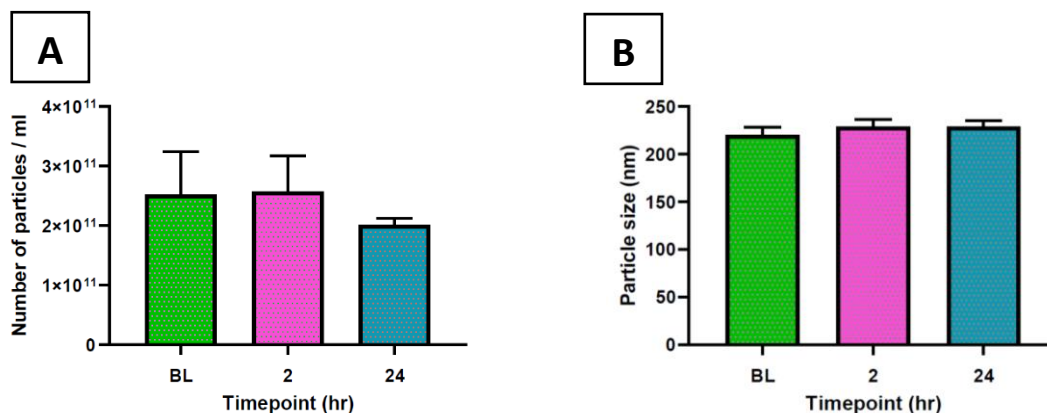 A
Number of particles / ml
4×10¹¹
3×10¹¹
2×10¹¹
1×10¹¹
0
BL 2 24
Timepoint (hr)
B
Particle size (nm)
250
200
150
100
50
0
BL 2 24
Timepoint (hr)